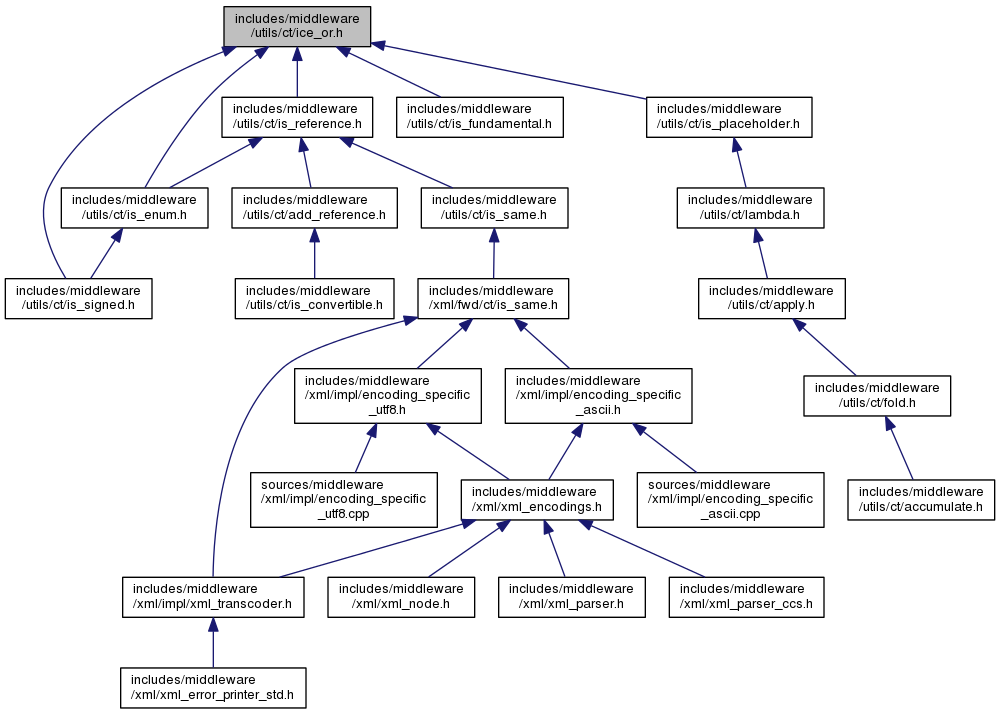 includes/middleware
/utils/ct/ice_or.h
includes/middleware
/utils/ct/is_reference.h
includes/middleware
/utils/ct/is_fundamental.h
includes/middleware
/utils/ct/is_placeholder.h
includes/middleware
/utils/ct/is_enum.h
includes/middleware
/utils/ct/add_reference.h
includes/middleware
/utils/ct/is_same.h
includes/middleware
/utils/ct/lambda.h
includes/middleware
/utils/ct/is_signed.h
includes/middleware
/utils/ct/is_convertible.h
includes/middleware
/xml/fwd/ct/is_same.h
includes/middleware
/utils/ct/apply.h
includes/middleware
/xml/impl/encoding_specific
_utf8.h
includes/middleware
/xml/impl/encoding_specific
_ascii.h
includes/middleware
/utils/ct/fold.h
sources/middleware
/xml/impl/encoding_specific
_utf8.cpp
includes/middleware
/xml/xml_encodings.h
sources/middleware
/xml/impl/encoding_specific
_ascii.cpp
includes/middleware
/utils/ct/accumulate.h
includes/middleware
/xml/impl/xml_transcoder.h
includes/middleware
/xml/xml_node.h
includes/middleware
/xml/xml_parser.h
includes/middleware
/xml/xml_parser_ccs.h
includes/middleware
/xml/xml_error_printer_std.h